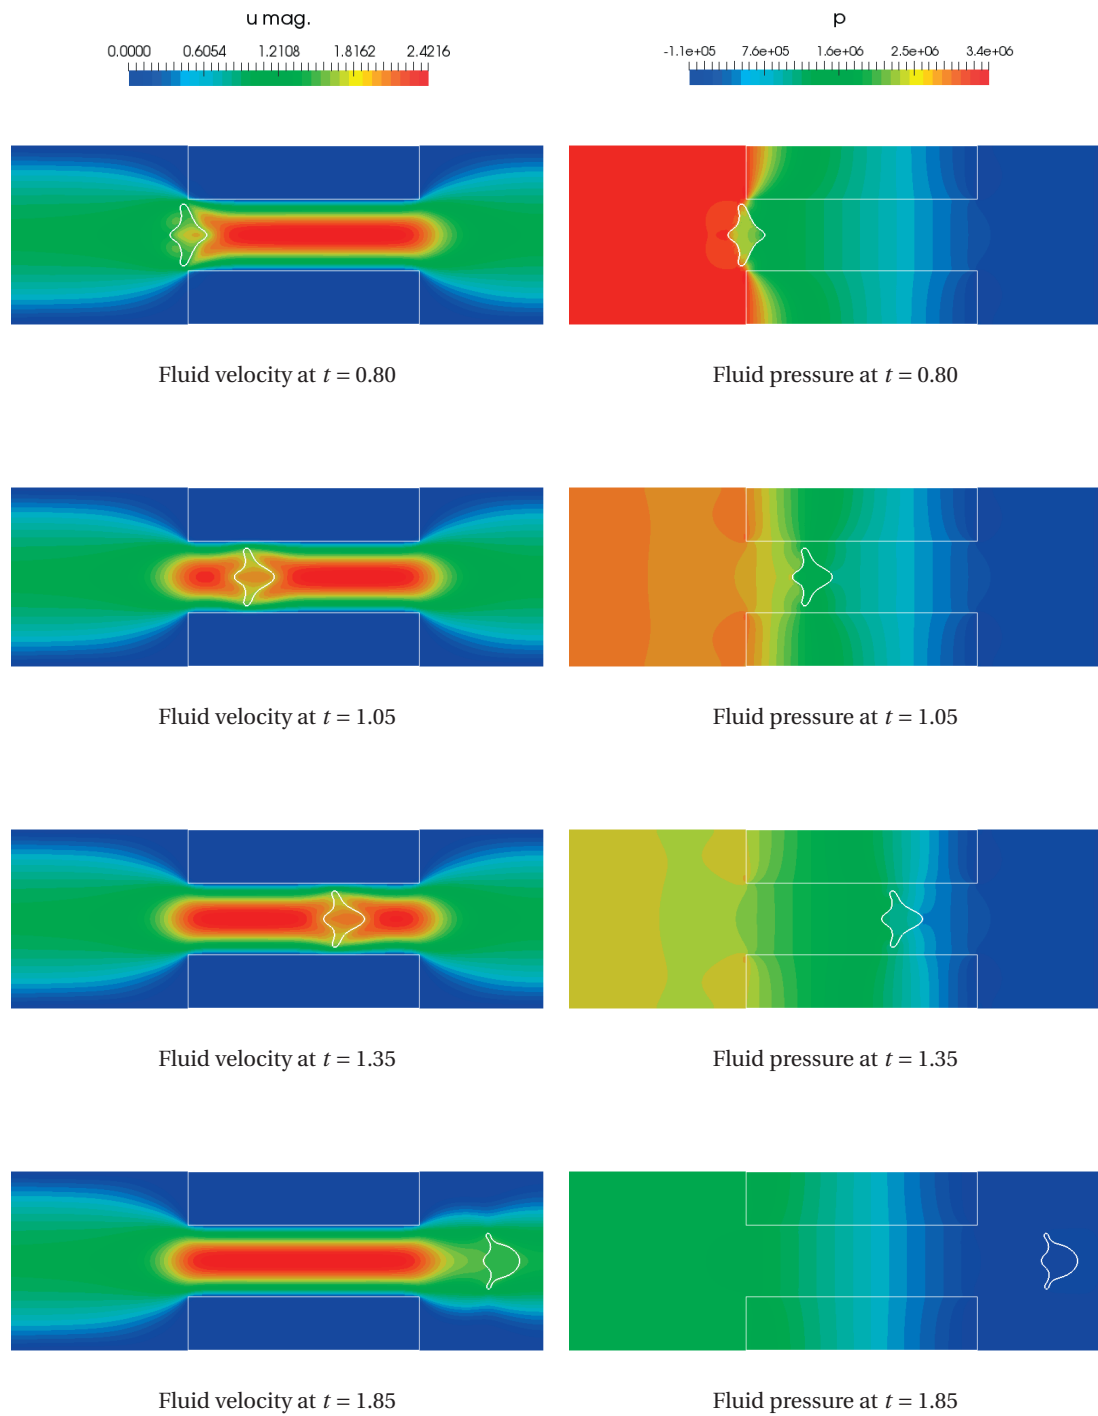 u mag.
0.0000 0.6054 1.2108 1.8162 2.4216
p
-1.1e+05 7.6e+05 1.6e+06 2.5e+06 3.4e+06
Fluid velocity at t = 0.80
Fluid pressure at t = 0.80
Fluid velocity at t = 1.05
Fluid pressure at t = 1.05
Fluid velocity at t = 1.35
Fluid pressure at t = 1.35
Fluid velocity at t = 1.85
Fluid pressure at t = 1.85